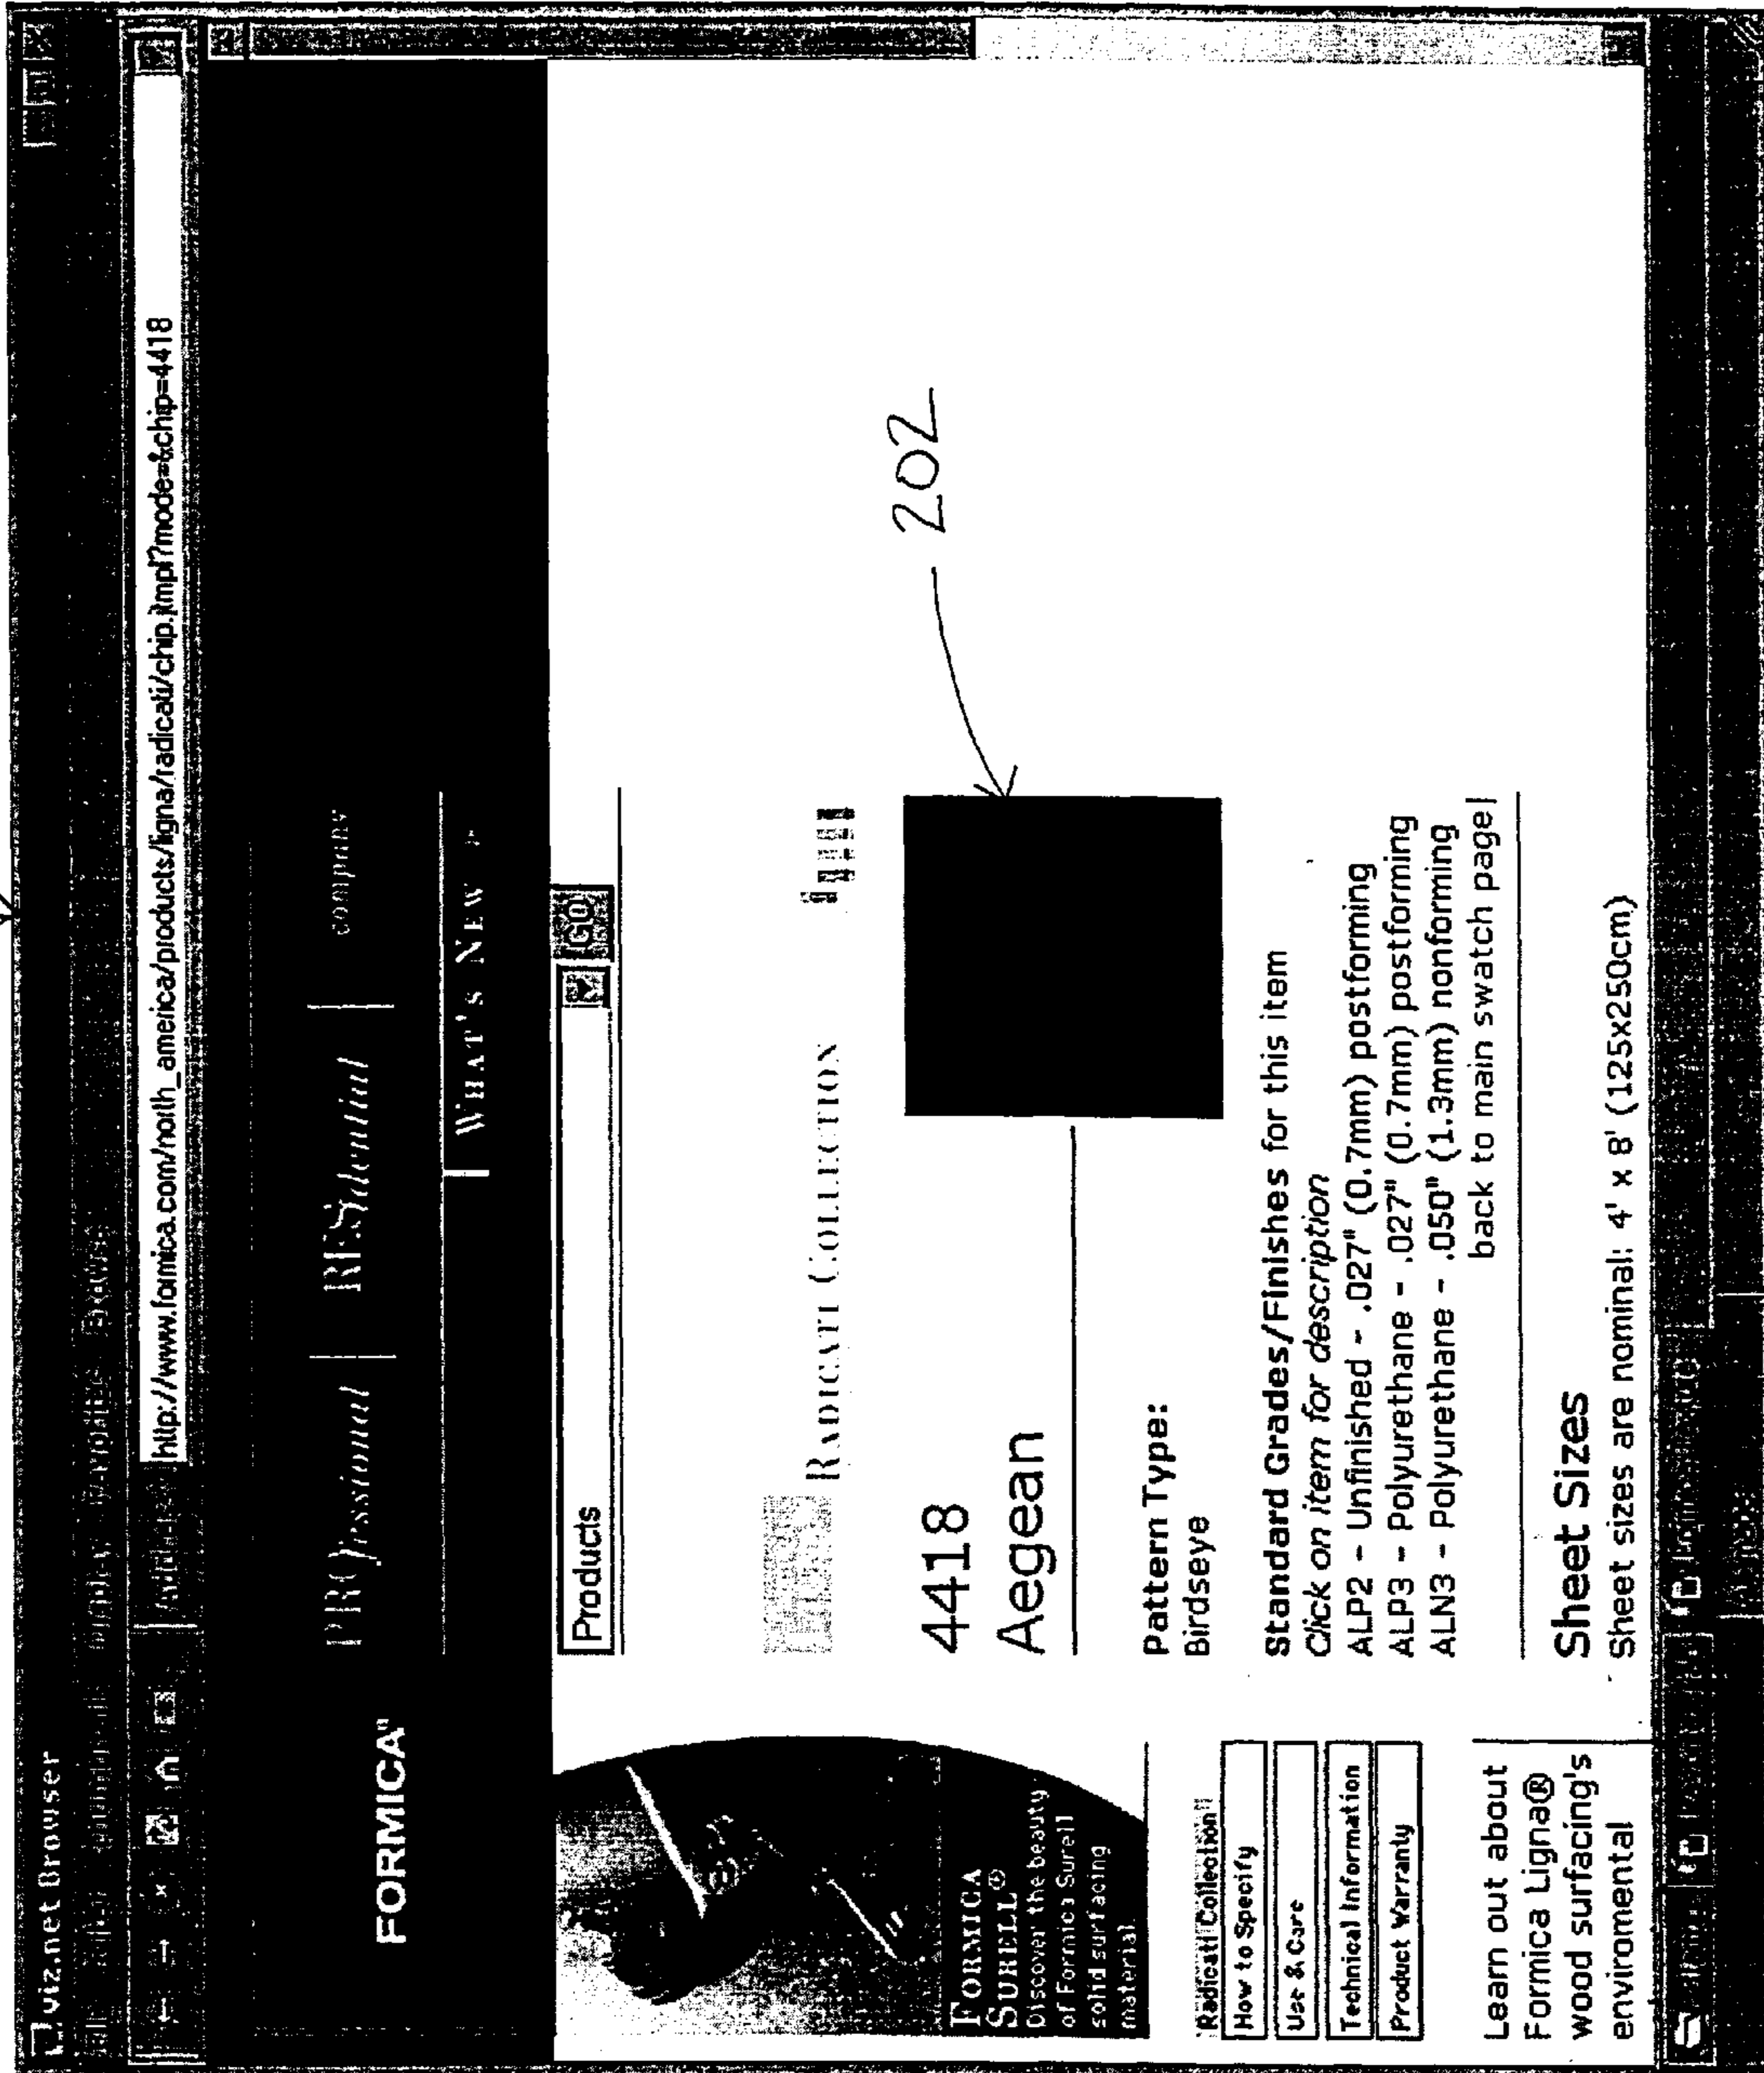 viz.net Browser
http://www.formica.com/north_america/products/ligna/radicati/chip.jtmpl?mode=&chip=4418
FORMICA
PROfessional
RESidential
company
WHAT'S NEW
Products
GO
FORMICA
SURELL®
Discover the beauty
of Formica Surell
solid surfacing
material
Radicati Collection
How to Specify
Use & Care
Technical Information
Product Warranty
Learn out about
Formica Ligna®
wood surfacing's
enviromental
RADICATI COLLECTION
4418
Aegean
202
Pattern Type:
Birdseye
Standard Grades/Finishes for this item
Click on item for description
ALP2 - Unfinished - .027" (0.7mm) postforming
ALP3 - Polyurethane - .027" (0.7mm) postforming
ALN3 - Polyurethane - .050" (1.3mm) nonforming
back to main swatch page|
Sheet Sizes
Sheet sizes are nominal: 4' x 8' (125x250cm)